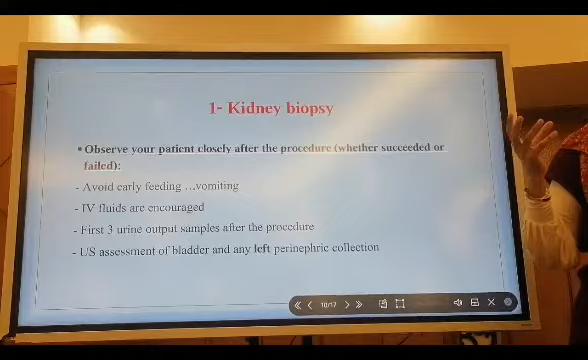 1- Kidney biopsy
• Observe your patient closely after the procedure (whether succeeded or
failed):
- Avoid early feeding …vomiting
- IV fluids are encouraged
- First 3 urine output samples after the procedure
- US assessment of bladder and any left perinephric collection
10/17